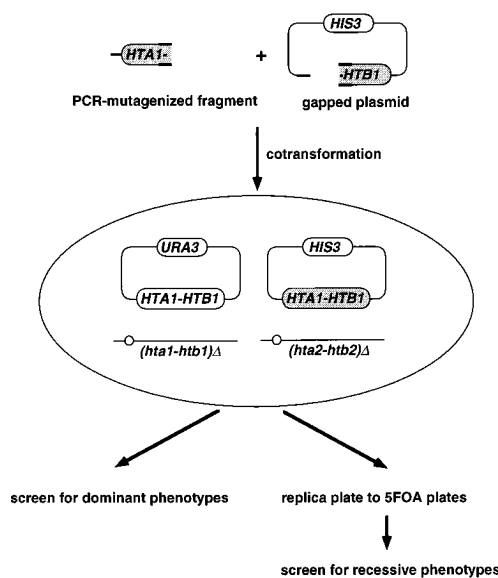 HIS3
HTA1-
+
-HTB1
PCR-mutagenized fragment
gapped plasmid
cotransformation
URA3
HIS3
HTA1-HTB1
HTA1-HTB1
(hta1-htb1)Δ
(hta2-htb2)Δ
screen for dominant phenotypes
replica plate to 5FOA plates
screen for recessive phenotypes